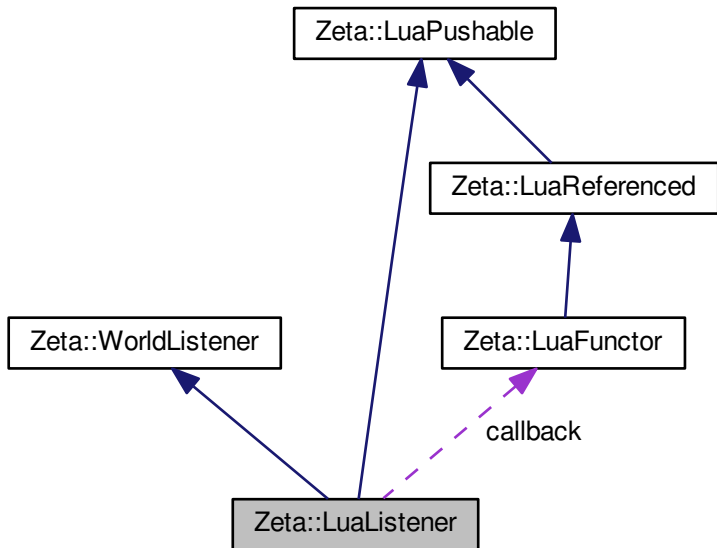 Zeta::LuaPushable
Zeta::LuaReferenced
Zeta::WorldListener
Zeta::LuaFunctor
callback
Zeta::LuaListener